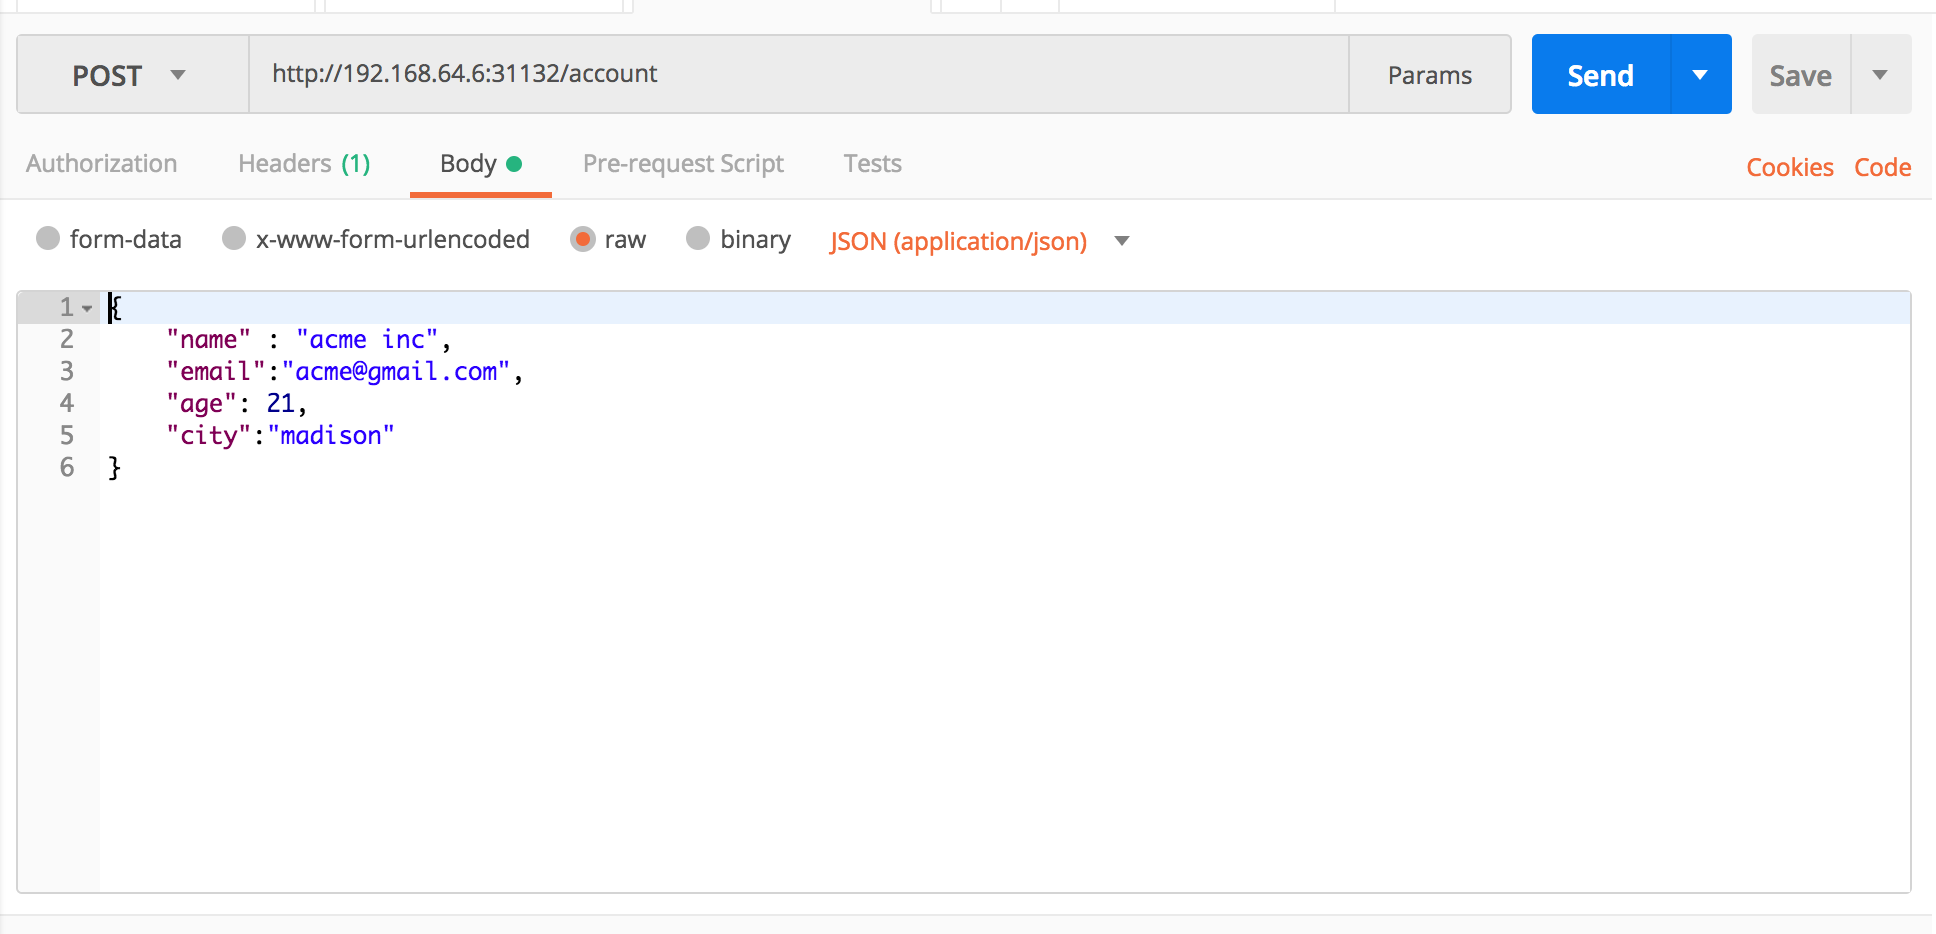 POST http://192.168.64.6:31132/account Params Send Save
Authorization Headers (1) Body Pre-request Script Tests Cookies Code
form-data x-www-form-urlencoded raw binary JSON (application/json)
1 {
2 "name" : "acme inc",
3 "email":"acme@gmail.com",
4 "age": 21,
5 "city":"madison"
6 }